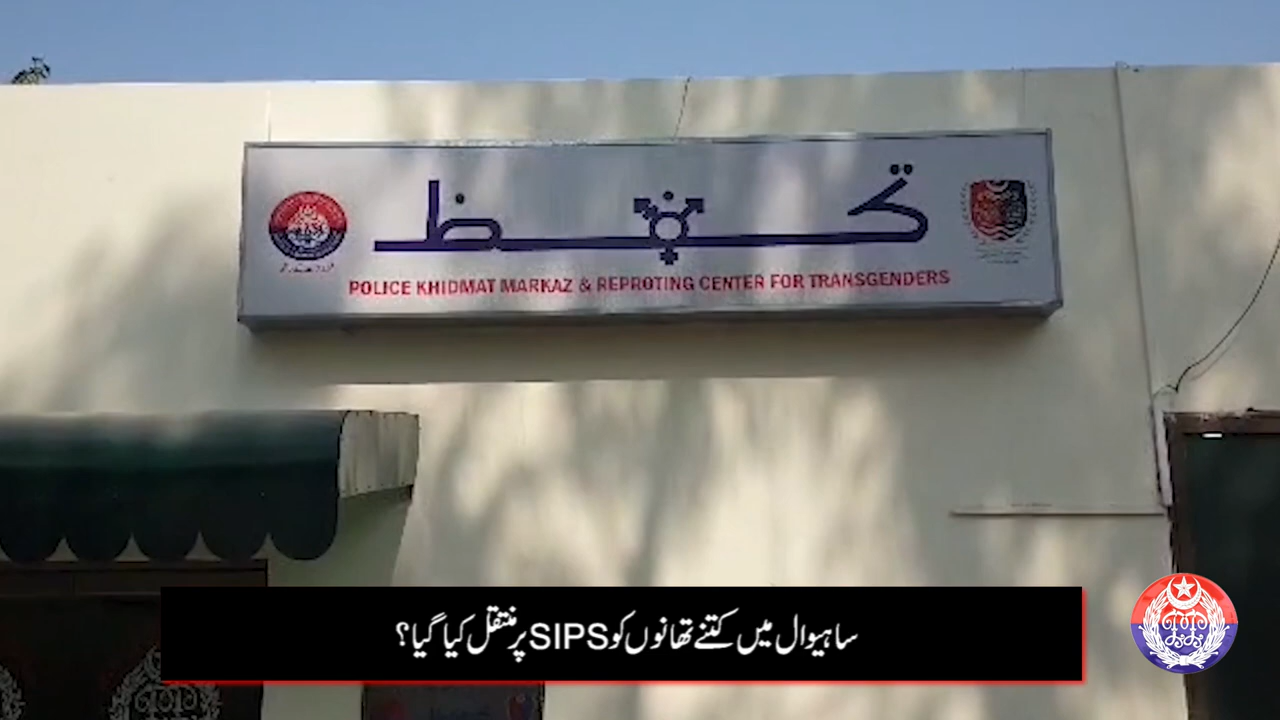 تحفظ
POLICE KHIDMAT MARKAZ & REPROTING CENTER FOR TRANSGENDERS
ساہیوال میں کتنے تھانوں کو SIPS پر منتقل کیا گیا؟